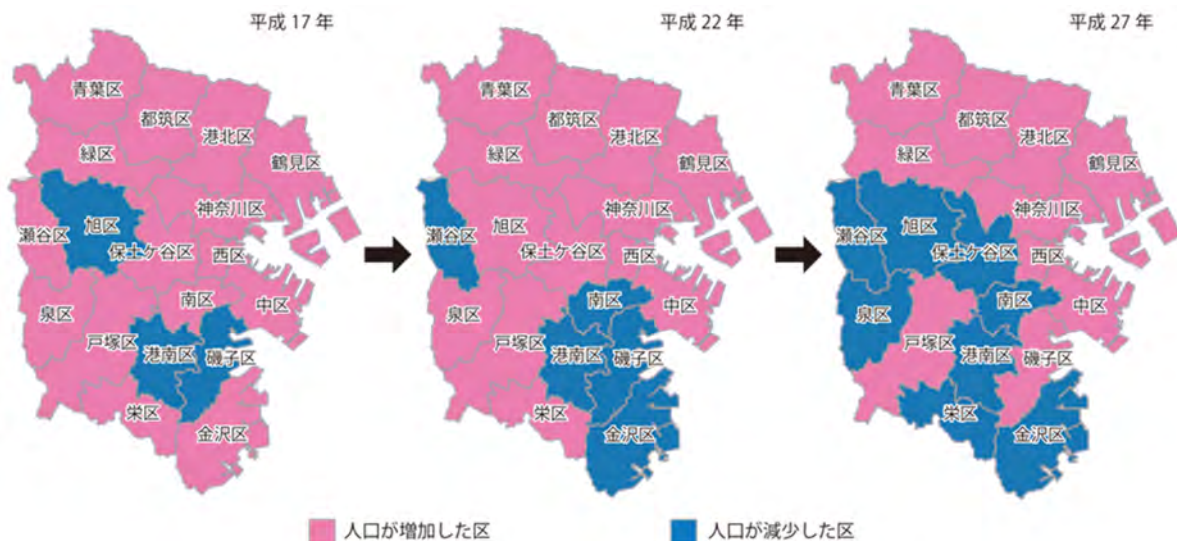 平成 17 年
青葉区
都筑区
港北区
緑区
鶴見区
神奈川区
旭区
瀬谷区
保土ケ谷区
西区
泉区
南区
中区
戸塚区
港南区
磯子区
栄区
金沢区
平成 22 年
青葉区
都筑区
港北区
緑区
鶴見区
神奈川区
旭区
瀬谷区
保土ケ谷区
西区
泉区
南区
中区
戸塚区
港南区
磯子区
栄区
金沢区
平成 27 年
青葉区
都筑区
港北区
緑区
鶴見区
神奈川区
旭区
瀬谷区
保土ケ谷区
西区
泉区
南区
中区
戸塚区
港南区
磯子区
栄区
金沢区
人口が増加した区
人口が減少した区